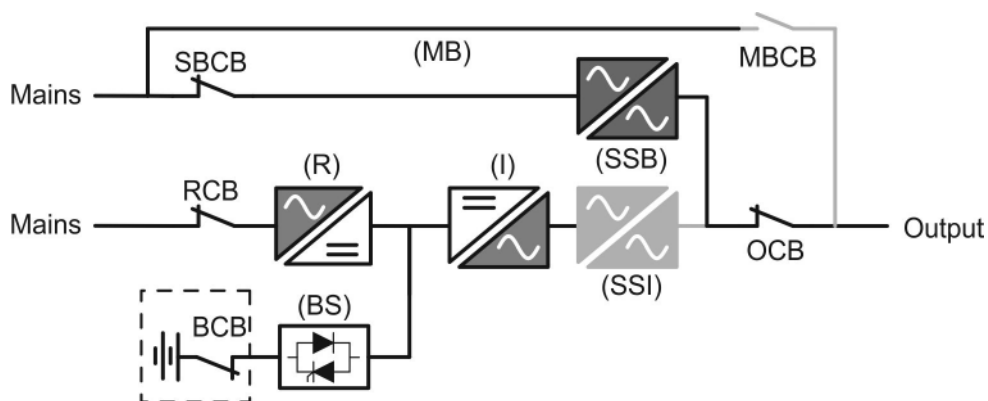 (MB)
MBCB
SBCB
Mains
(SSB)
(R)
(I)
RCB
Mains
Output
OCB
(SSI)
(BS)
BCB